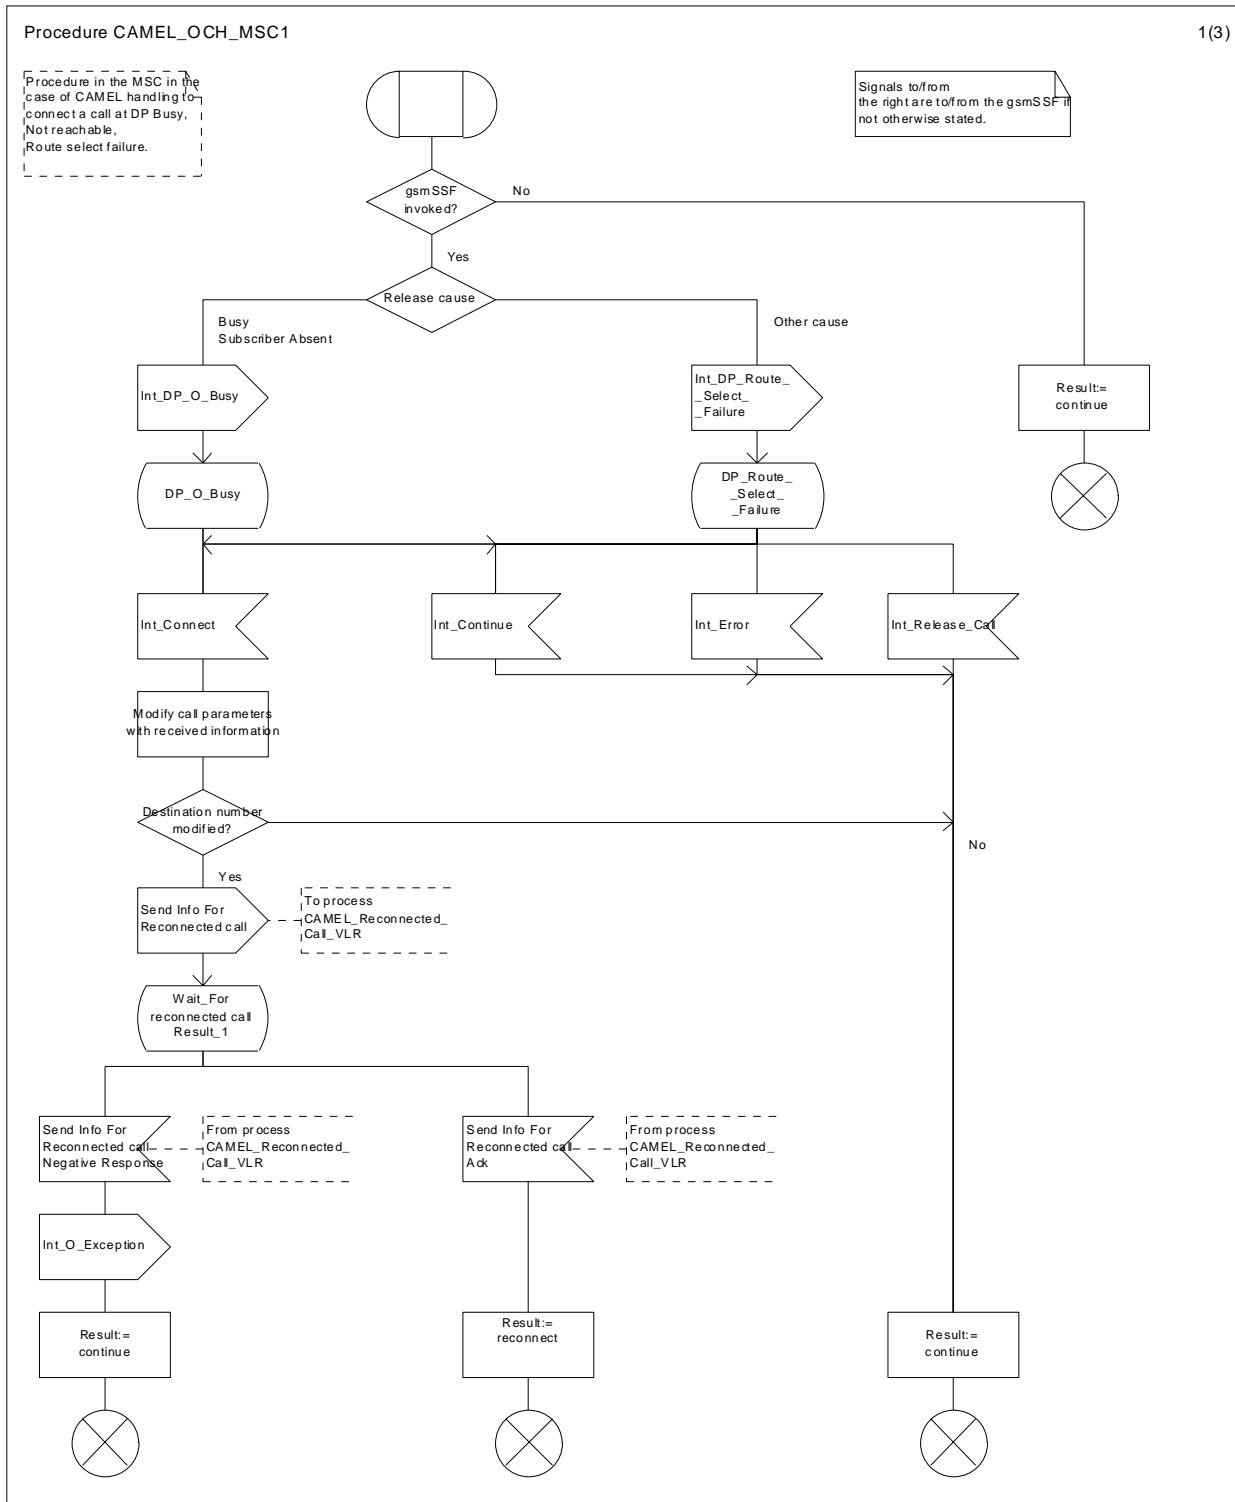 Procedure CAMEL_OCH_MSC1
1(3)
Procedure in the MSC in the
case of CAMEL handling to
connect a call at DP Busy,
Not reachable,
Route select failure.
Signals to/from
the right are to/from the gsmSSF if
not otherwise stated.
gsmSSF
invoked?
No
Yes
Release cause
Busy
Subscriber Absent
Other cause
Int_DP_O_Busy
Int_DP_Route_
_Select_
_Failure
Result:=
continue
DP_O_Busy
DP_Route_
_Select_
_Failure
Int_Connect
Int_Continue
Int_Error
Int_Release_Call
Modify call parameters
with received information
Destination number
modified?
No
Yes
Send Info For
Reconnected call
To process
CAMEL_Reconnected_
Call_VLR
Wait_For
reconnected call
Result_1
Send Info For
Reconnected call
Negative Response
From process
CAMEL_Reconnected_
Call_VLR
Send Info For
Reconnected call
Ack
From process
CAMEL_Reconnected_
Call_VLR
Int_O_Exception
Result:=
continue
Result:=
reconnect
Result:=
continue